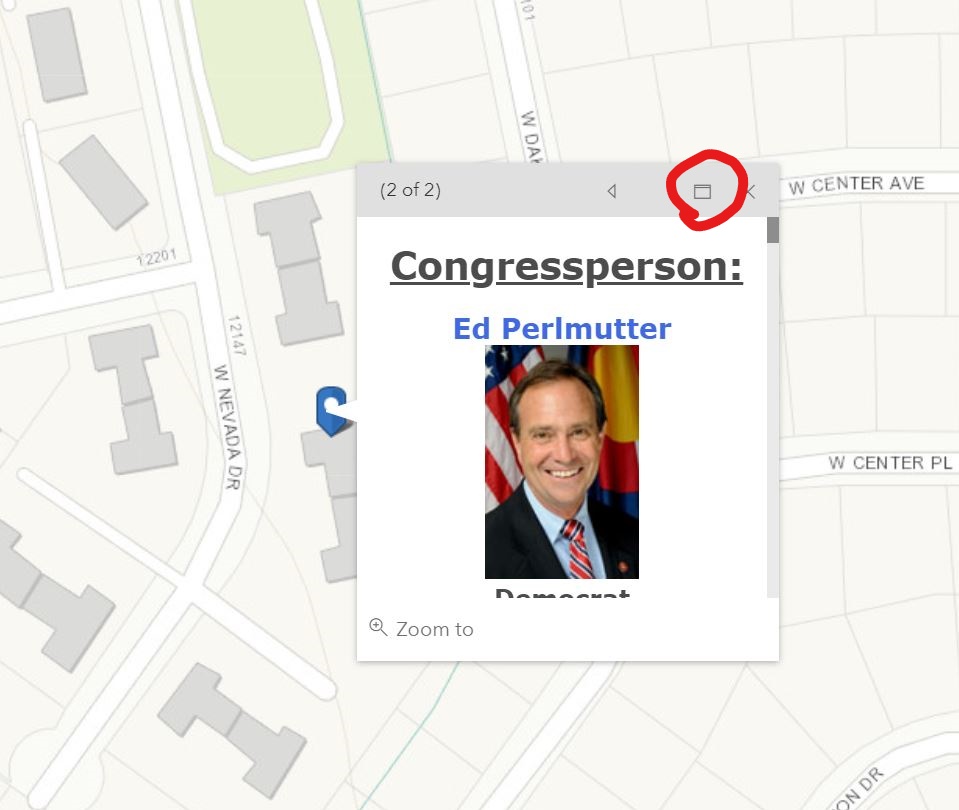 101
W DAK
(2 of 2)
W CENTER AVE
12201
Congressperson:
12147
Ed Perlmutter
W NEVADA DR
W CENTER PL
Democrat
Zoom to
ON DR